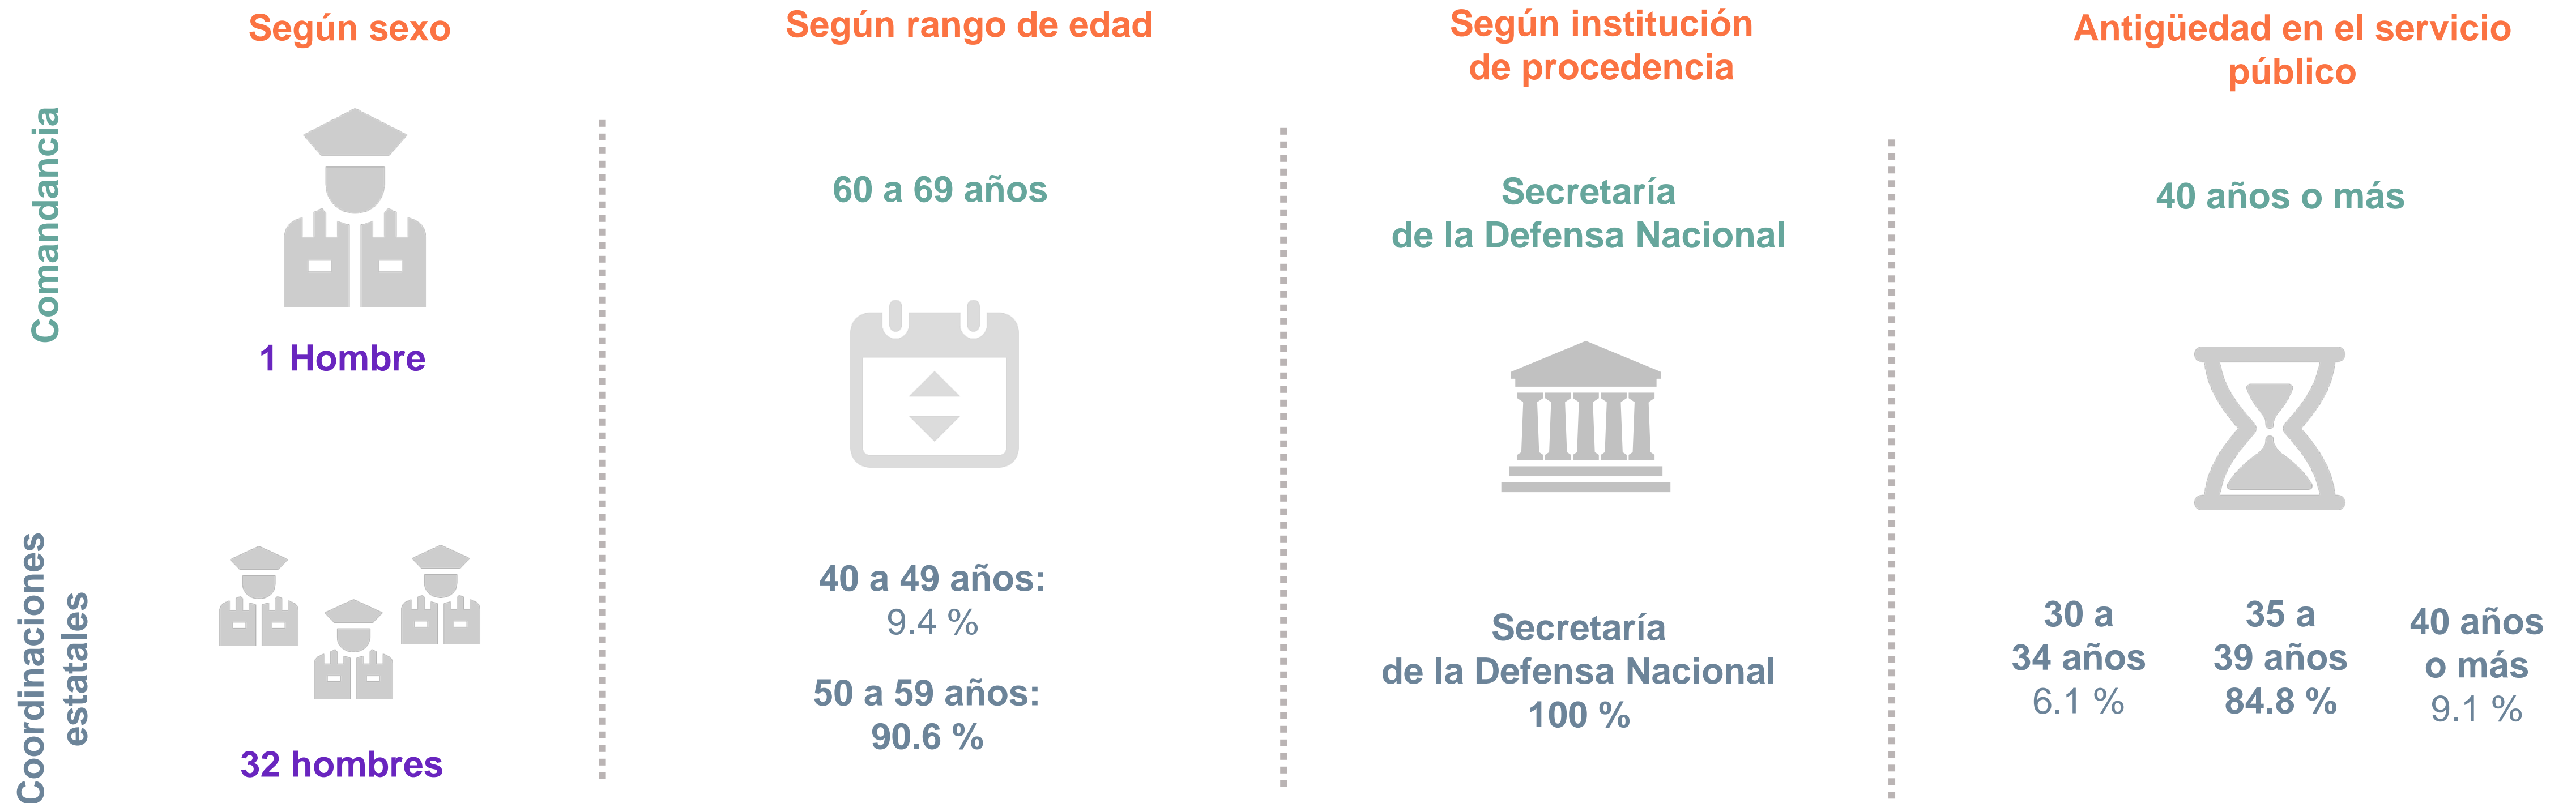 Según sexo
Según rango de edad
Según institución
de procedencia
Antigüedad en el servicio
público
Comandancia
1 Hombre
60 a 69 años
Secretaría
de la Defensa Nacional
40 años o más
Coordinaciones
estatales
32 hombres
40 a 49 años:
9.4 %
50 a 59 años:
90.6 %
Secretaría
de la Defensa Nacional
100 %
30 a
34 años
6.1 %
35 a
39 años
84.8 %
40 años
o más
9.1 %